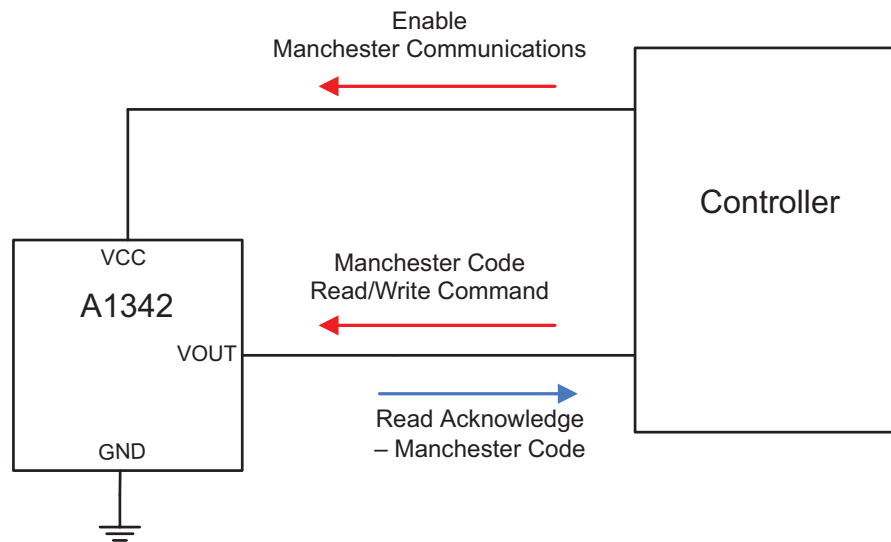 Enable
Manchester Communications
Controller
VCC
A1342
Manchester Code
Read/Write Command
VOUT
Read Acknowledge
– Manchester Code
GND